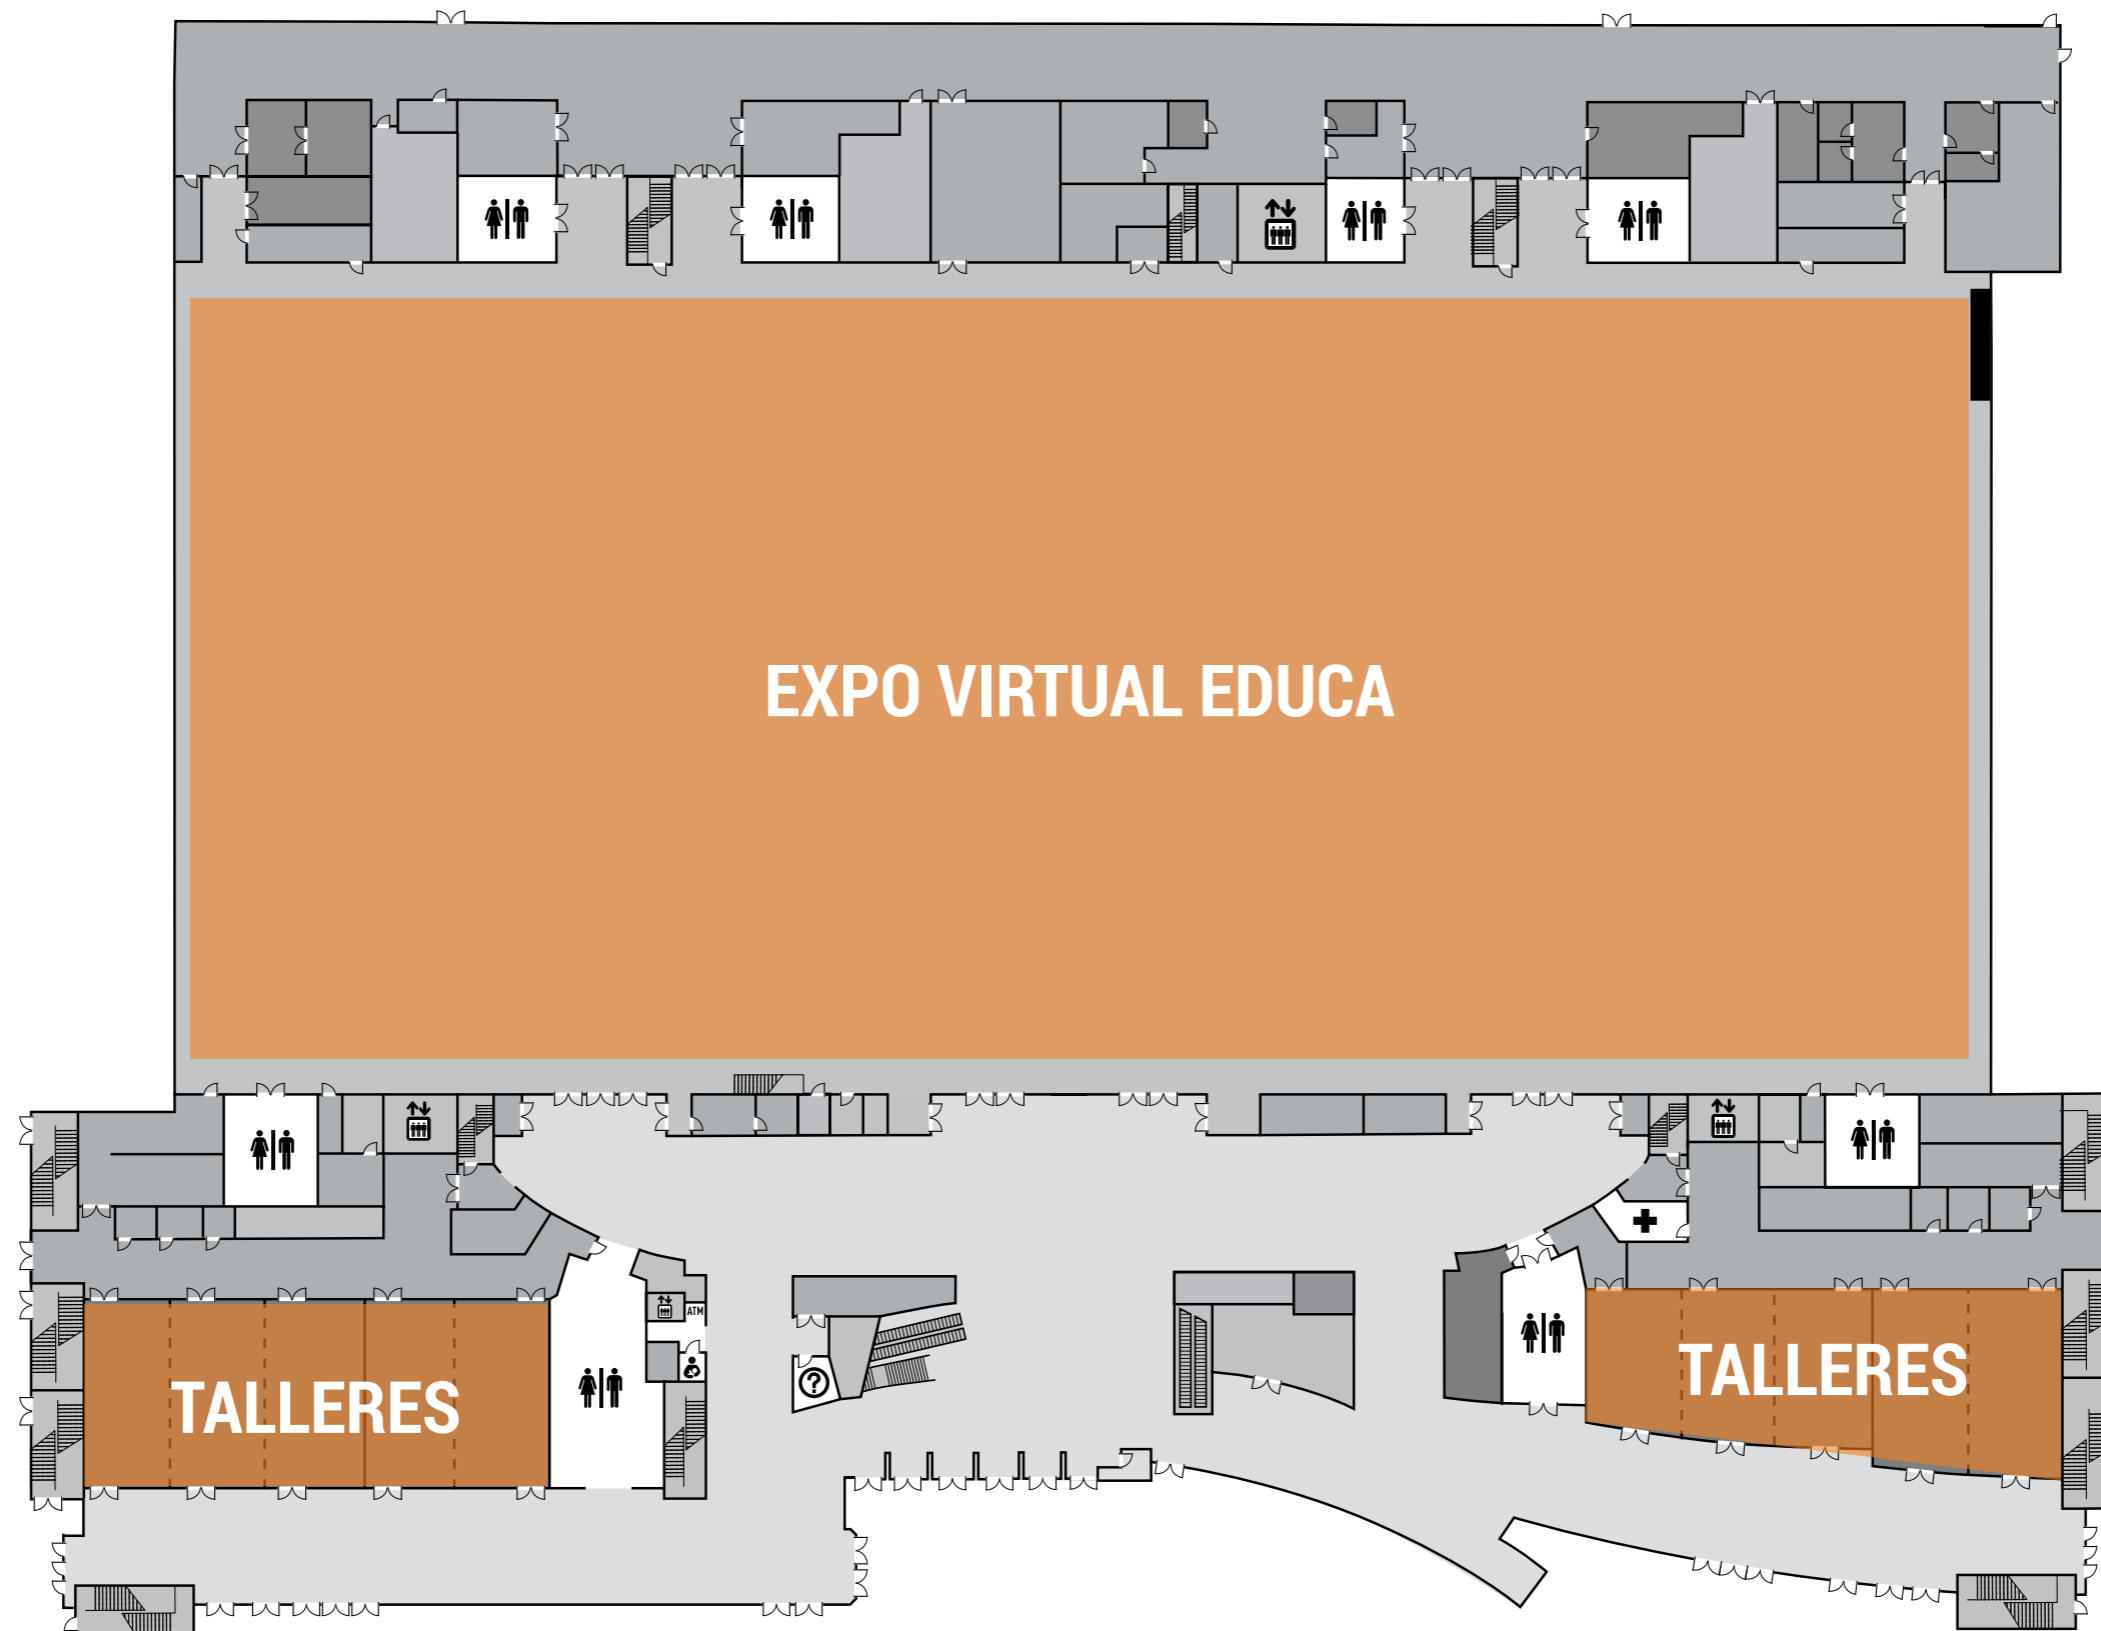 EXPO VIRTUAL EDUCA
ATM
?
TALLERES
TALLERES